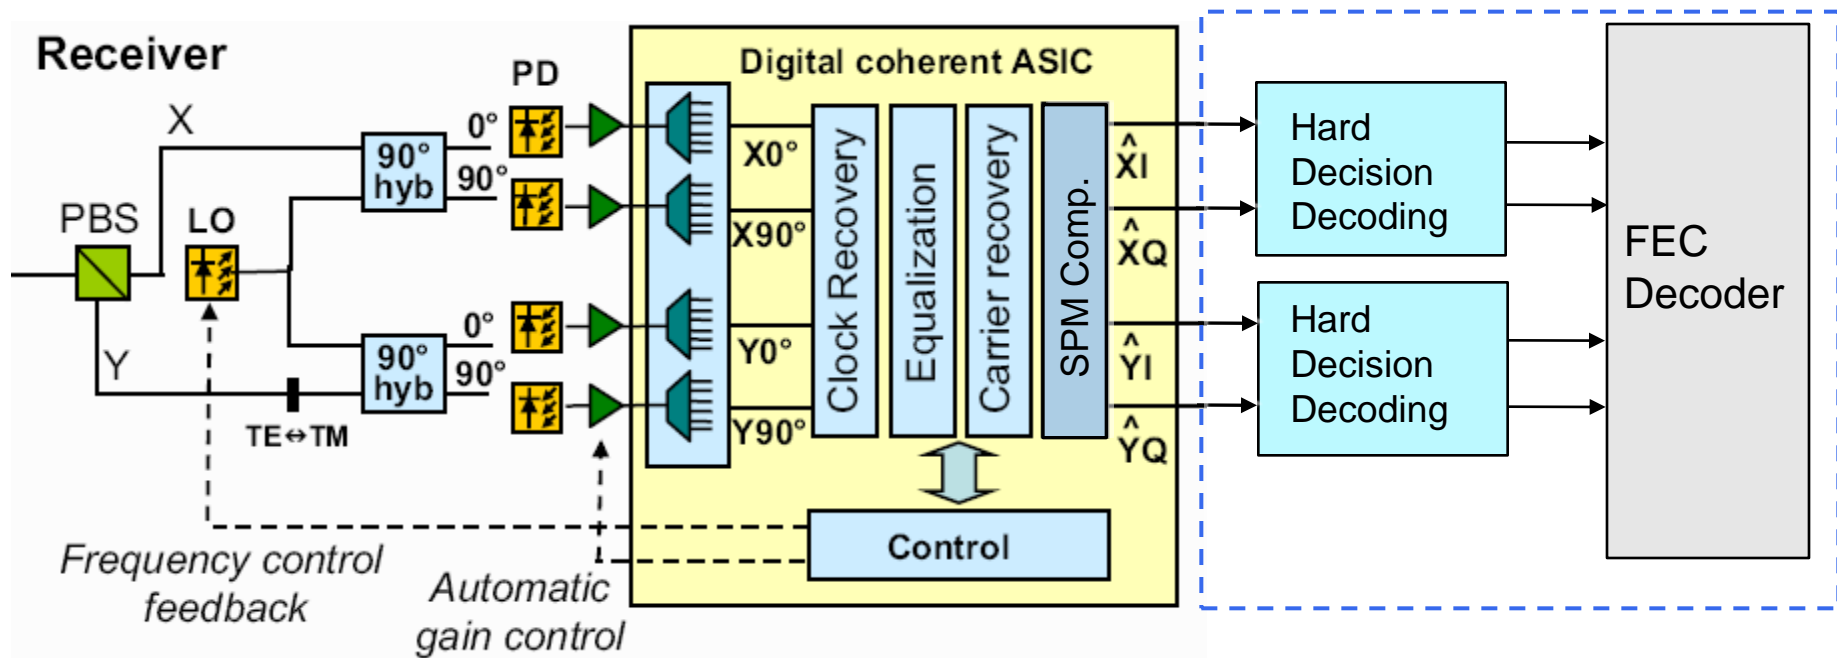 Receiver
PD
Digital coherent ASIC
X
0°
90°
hyb
90°
PBS
LO
Y
0°
90°
hyb
90°
TE↔TM
X0°
X90°
Y0°
Y90°
Clock Recovery
Equalization
Carrier recovery
SPM Comp.
X̂I
X̂Q
ŶI
ŶQ
Hard
Decision
Decoding
Hard
Decision
Decoding
FEC
Decoder
Control
Frequency control
feedback
Automatic
gain control